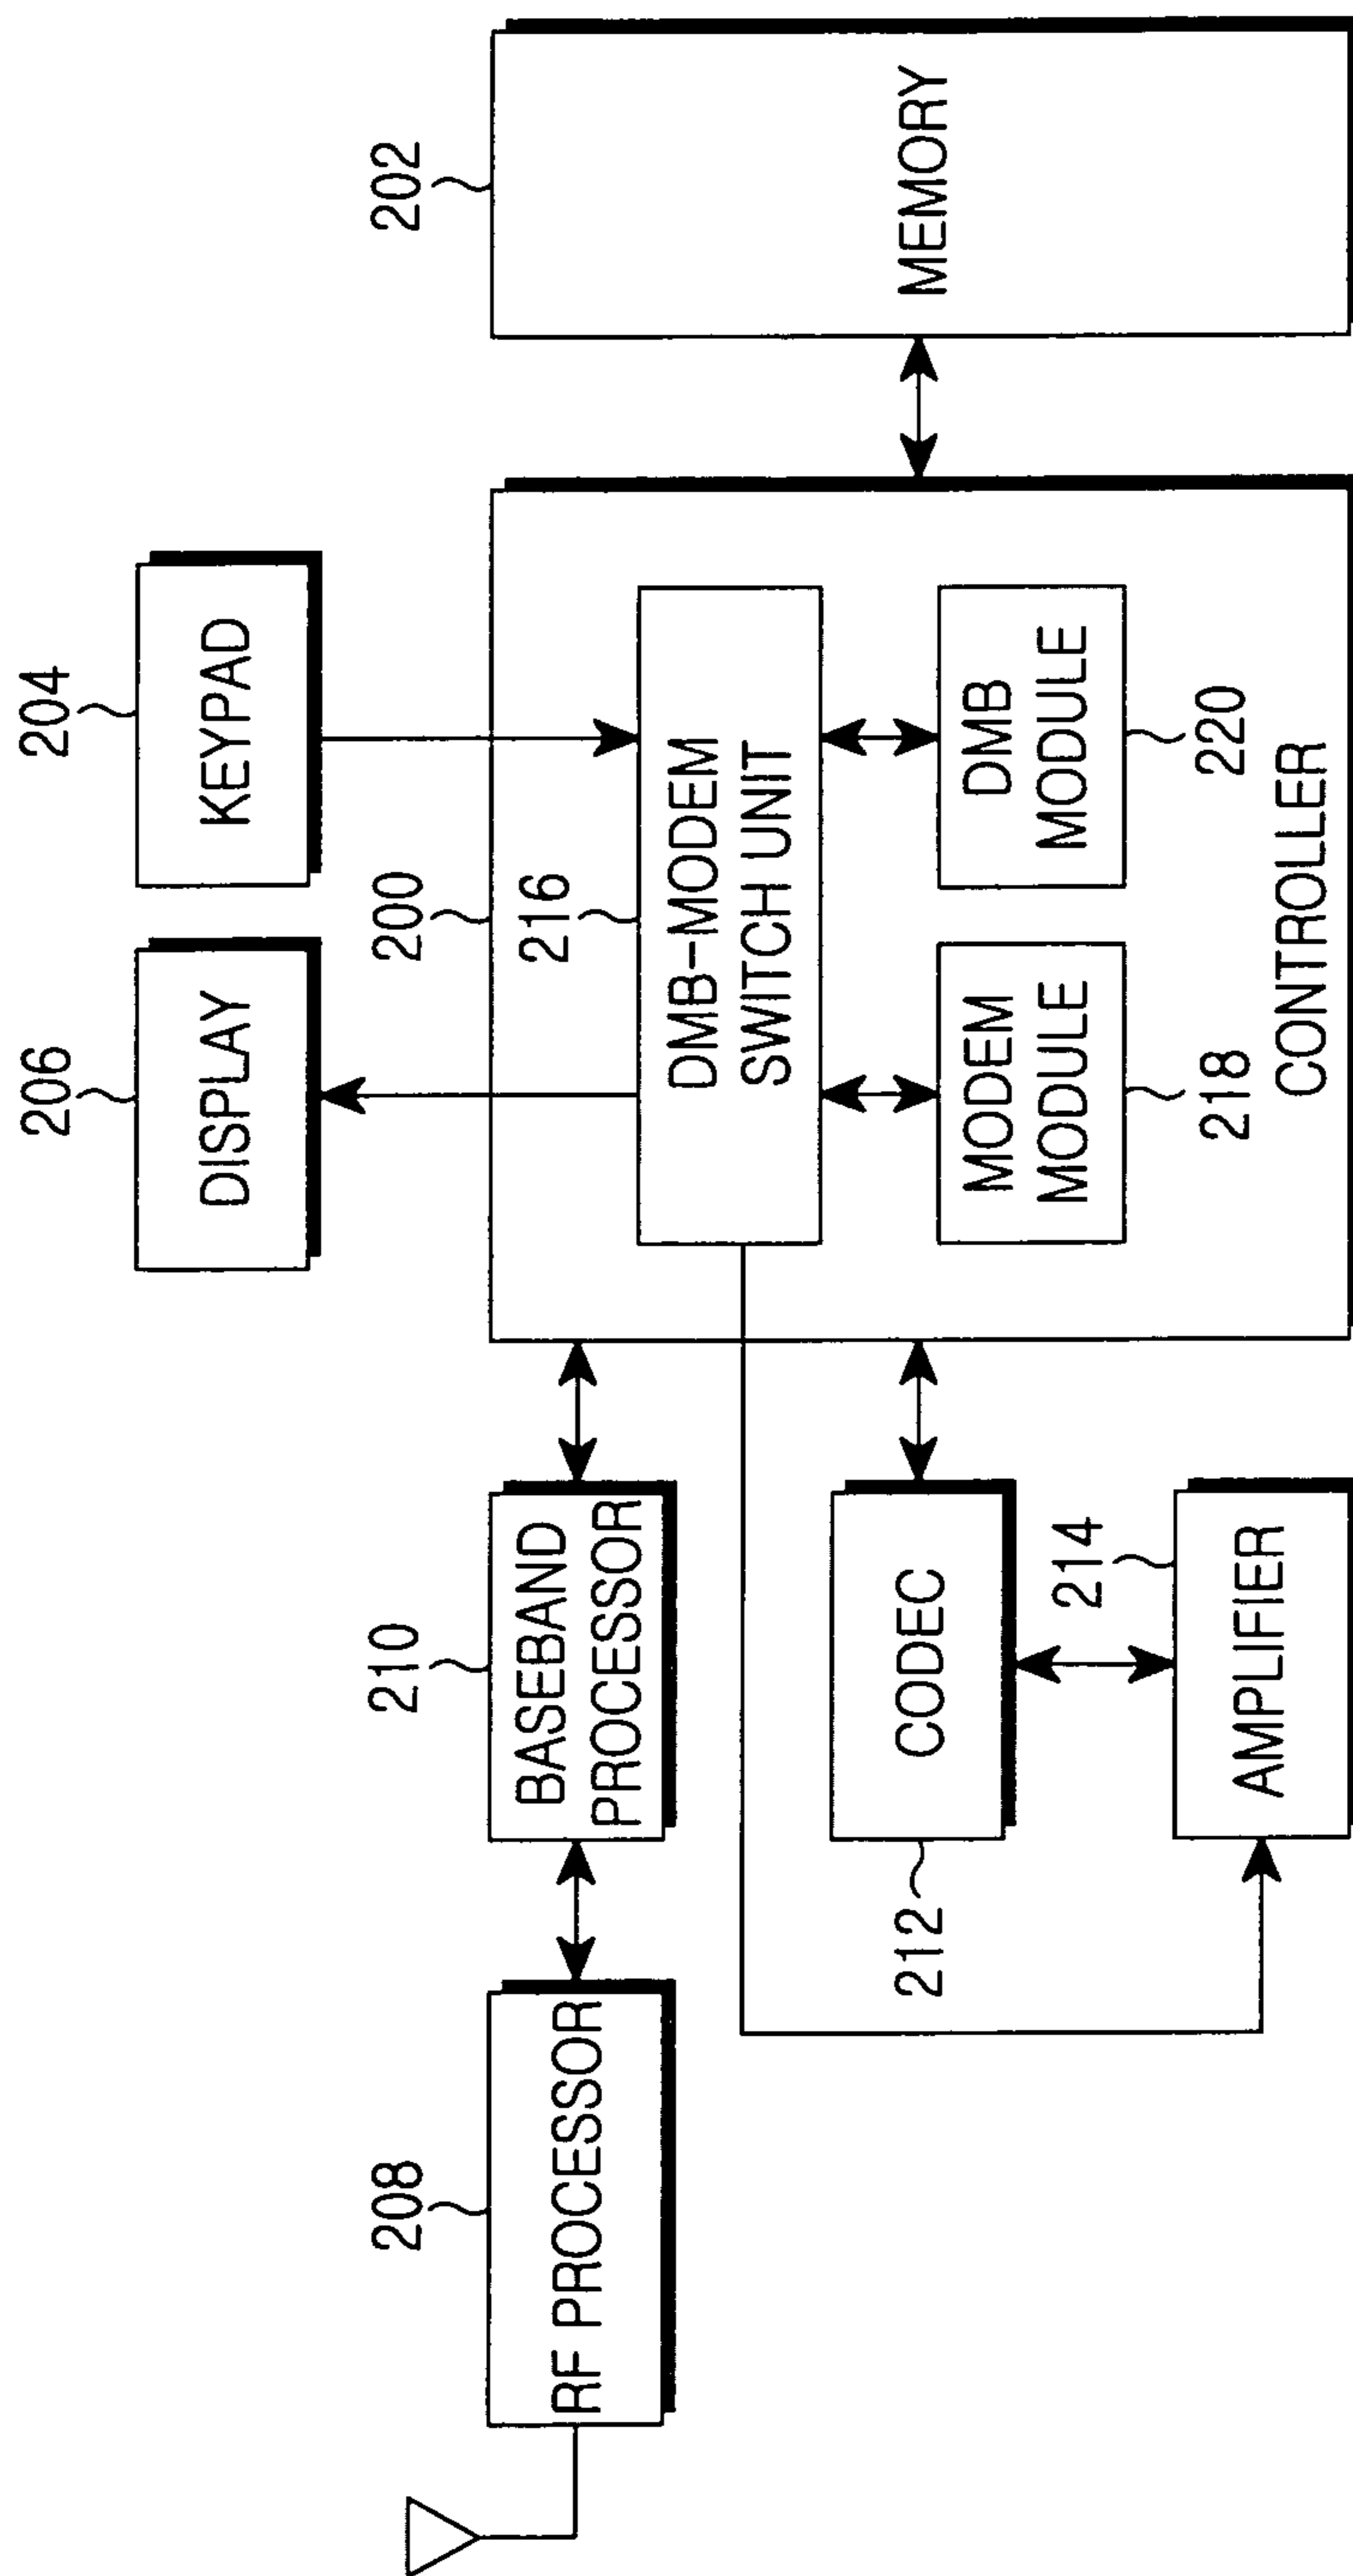 206
204
DISPLAY
KEYPAD
208
210
200
202
RF PROCESSOR
BASEBAND
PROCESSOR
216
DMB-MODEM
SWITCH UNIT
MEMORY
212
CODEC
MODEM
MODULE
DMB
MODULE
214
218
220
AMPLIFIER
CONTROLLER